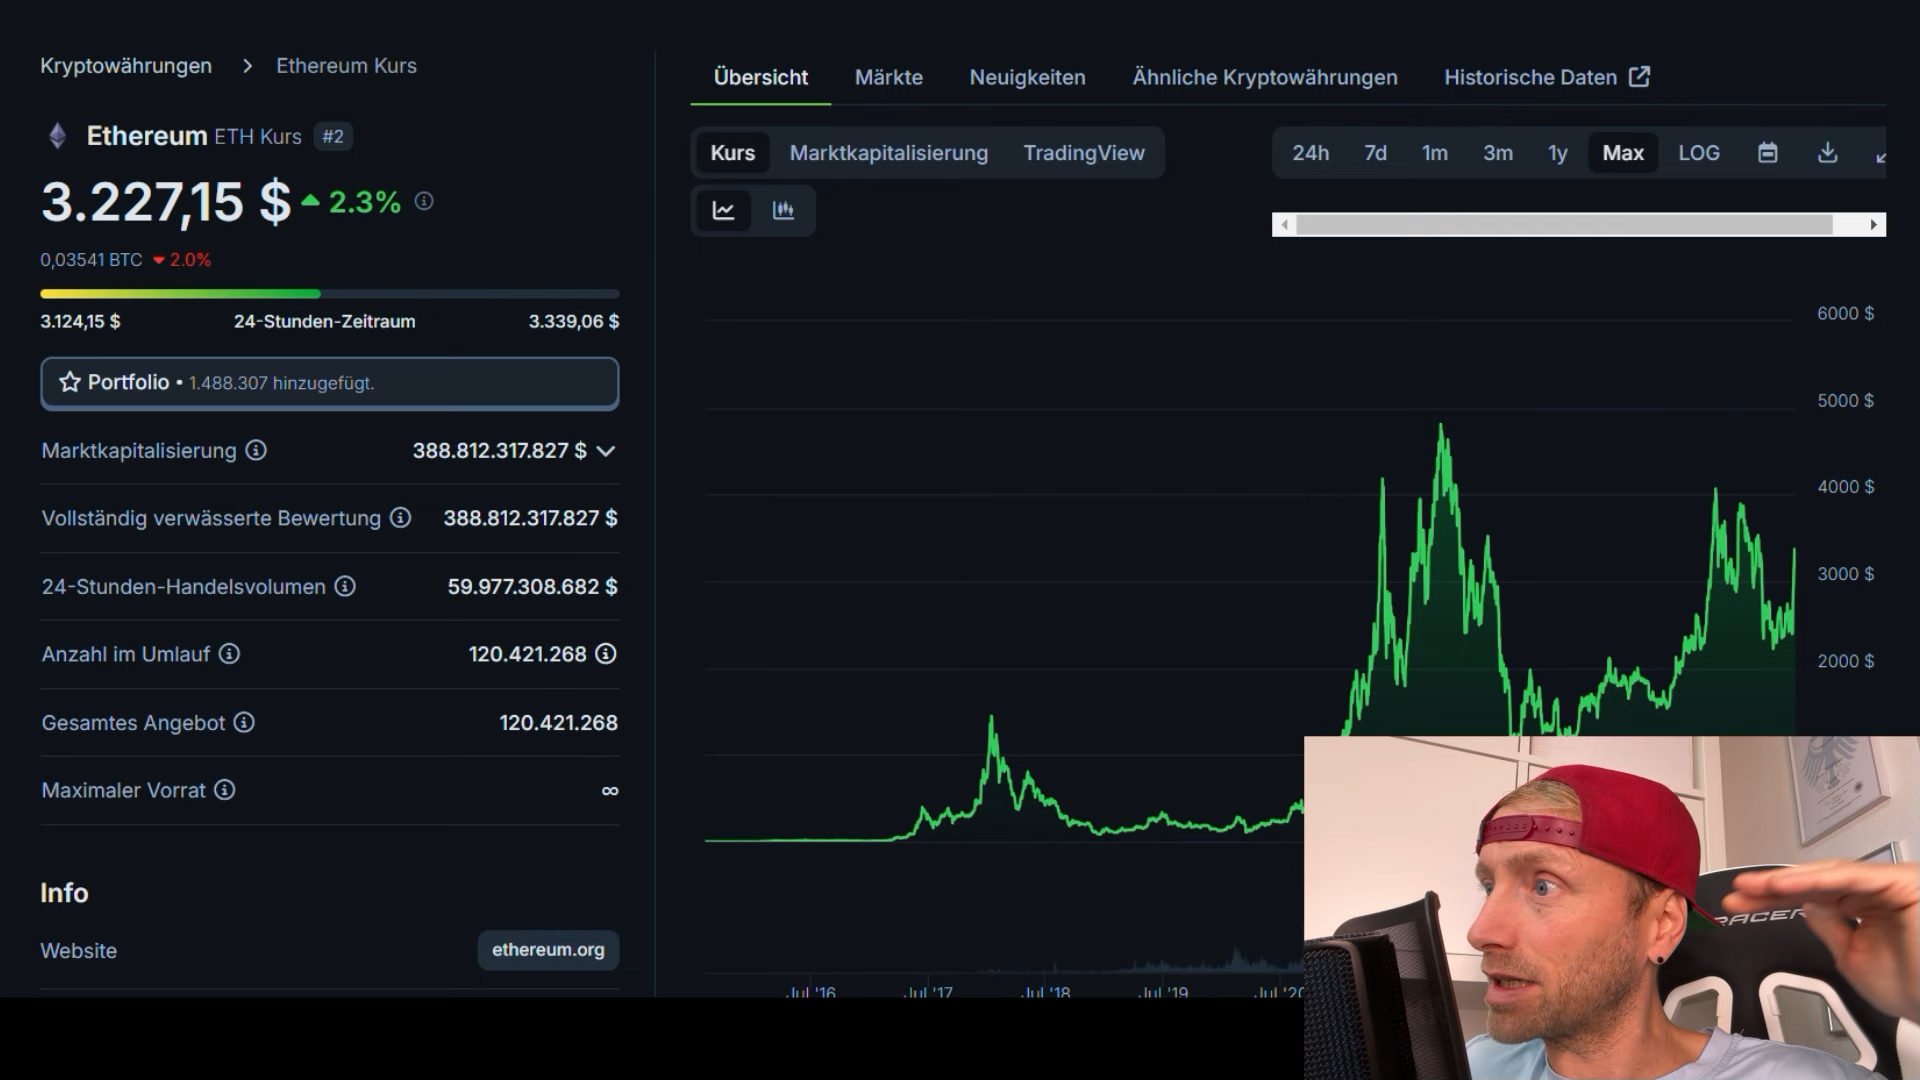 Kryptowährungen > Ethereum Kurs
Ethereum ETH Kurs #2
3.227,15 $ 2.3%
0,03541 BTC 2.0%
3.124,15 $ 24-Stunden-Zeitraum 3.339,06 $
Portfolio • 1.488.307 hinzugefügt.
Marktkapitalisierung 388.812.317.827 $
Vollständig verwässerte Bewertung 388.812.317.827 $
24-Stunden-Handelsvolumen 59.977.308.682 $
Anzahl im Umlauf 120.421.268
Gesamtes Angebot 120.421.268
Maximaler Vorrat ∞
Info
Website ethereum.org
Übersicht Märkte Neuigkeiten Ähnliche Kryptowährungen Historische Daten
Kurs Marktkapitalisierung TradingView
24h 7d 1m 3m 1y Max LOG
6000 $
5000 $
4000 $
3000 $
2000 $
Jul '16 Jul '17 Jul '18 Jul '19 Jul '20
RACER